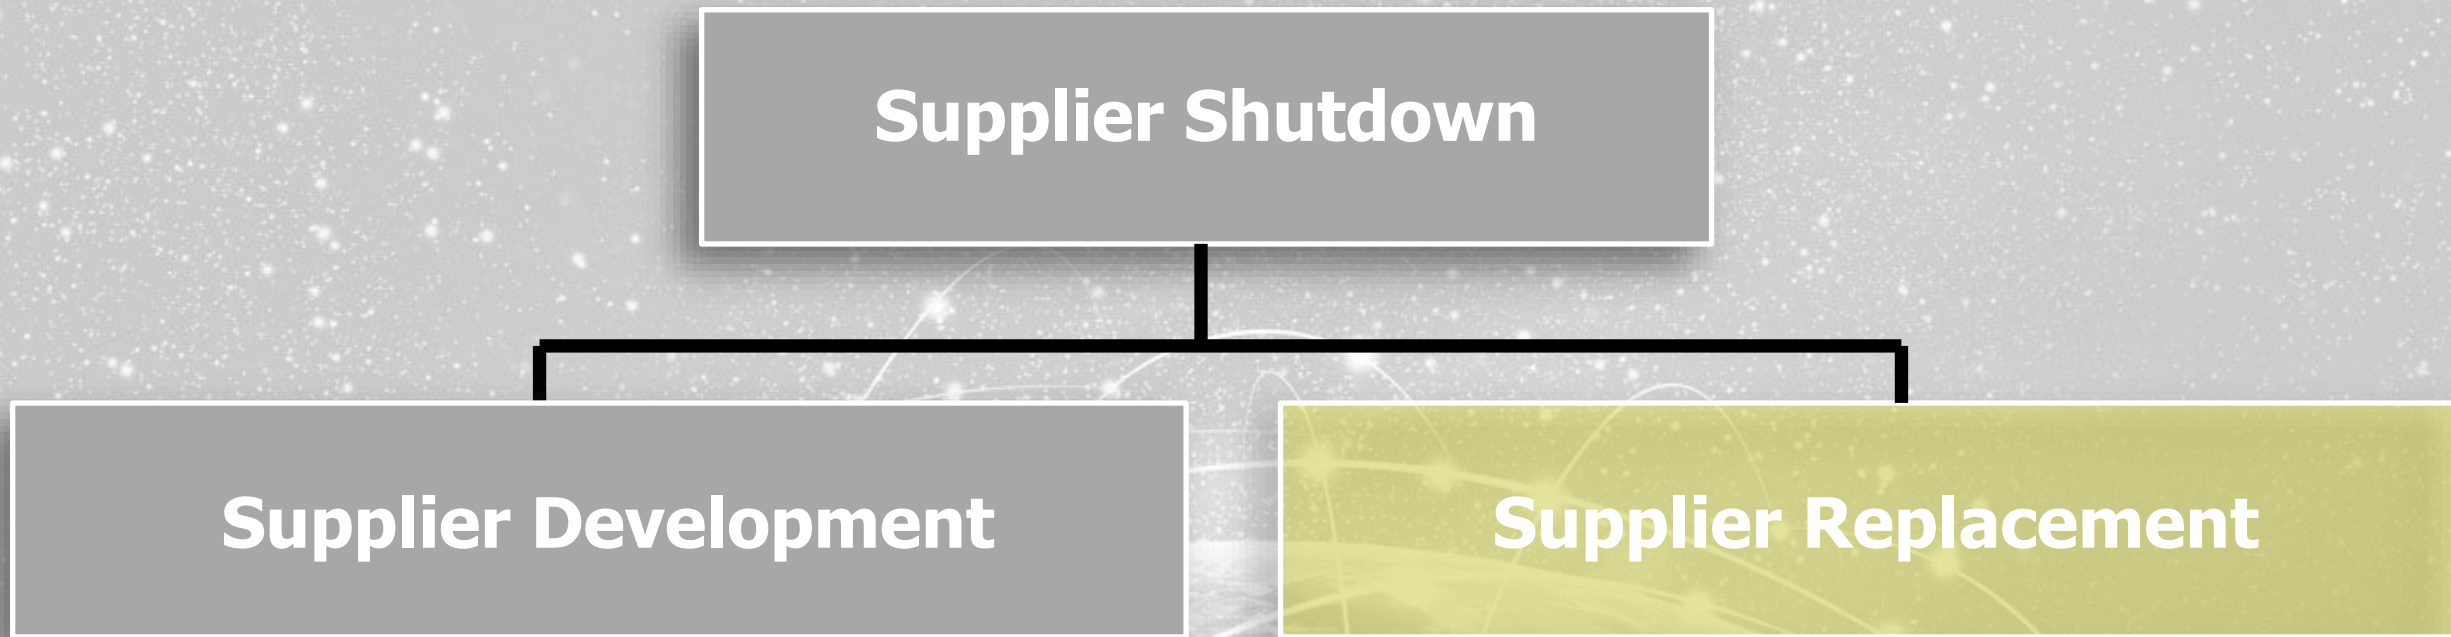 Supplier Shutdown
Supplier Development
Supplier Replacement